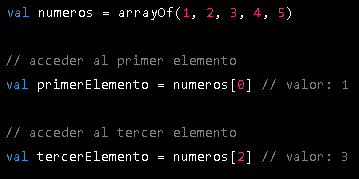 val numeros = arrayOf(1, 2, 3, 4, 5)
// acceder al primer elemento
val primerElemento = numeros[0] // valor: 1
// acceder al tercer elemento
val tercerElemento = numeros[2] // valor: 3